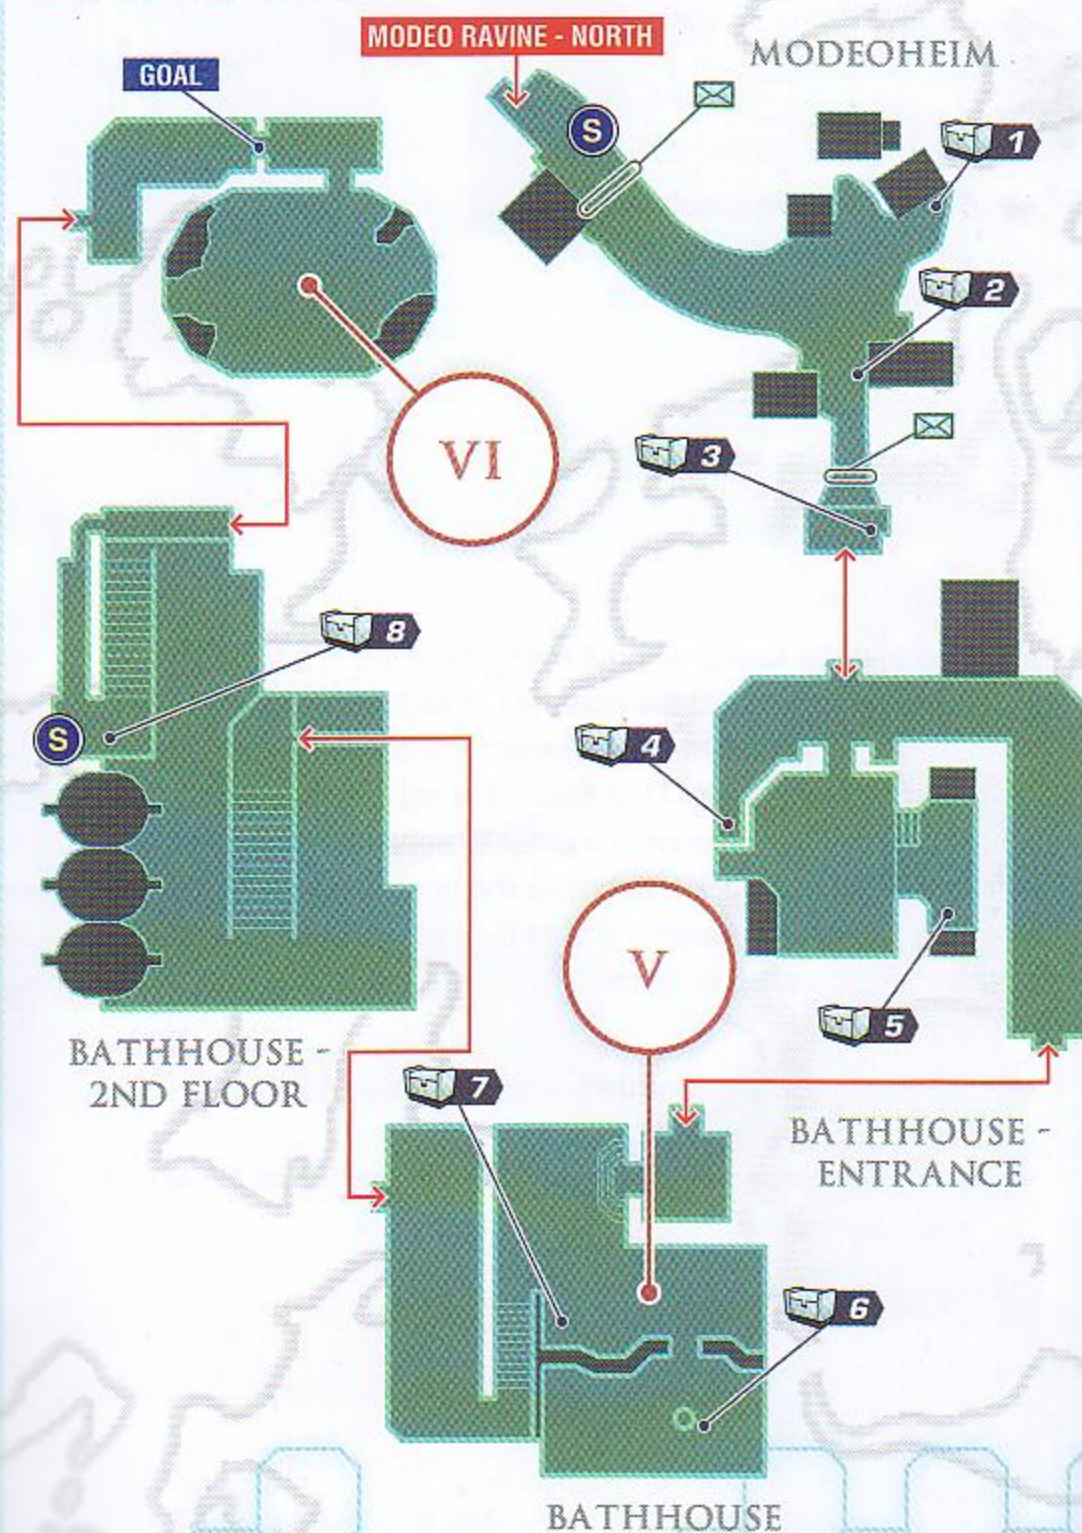 MODEO RAVINE - NORTH
MODEOHEIM
GOAL
S
1
2
VI
3
8
S
4
V
5
BATHHOUSE -
2ND FLOOR
7
BATHHOUSE -
ENTRANCE
6
BATHHOUSE